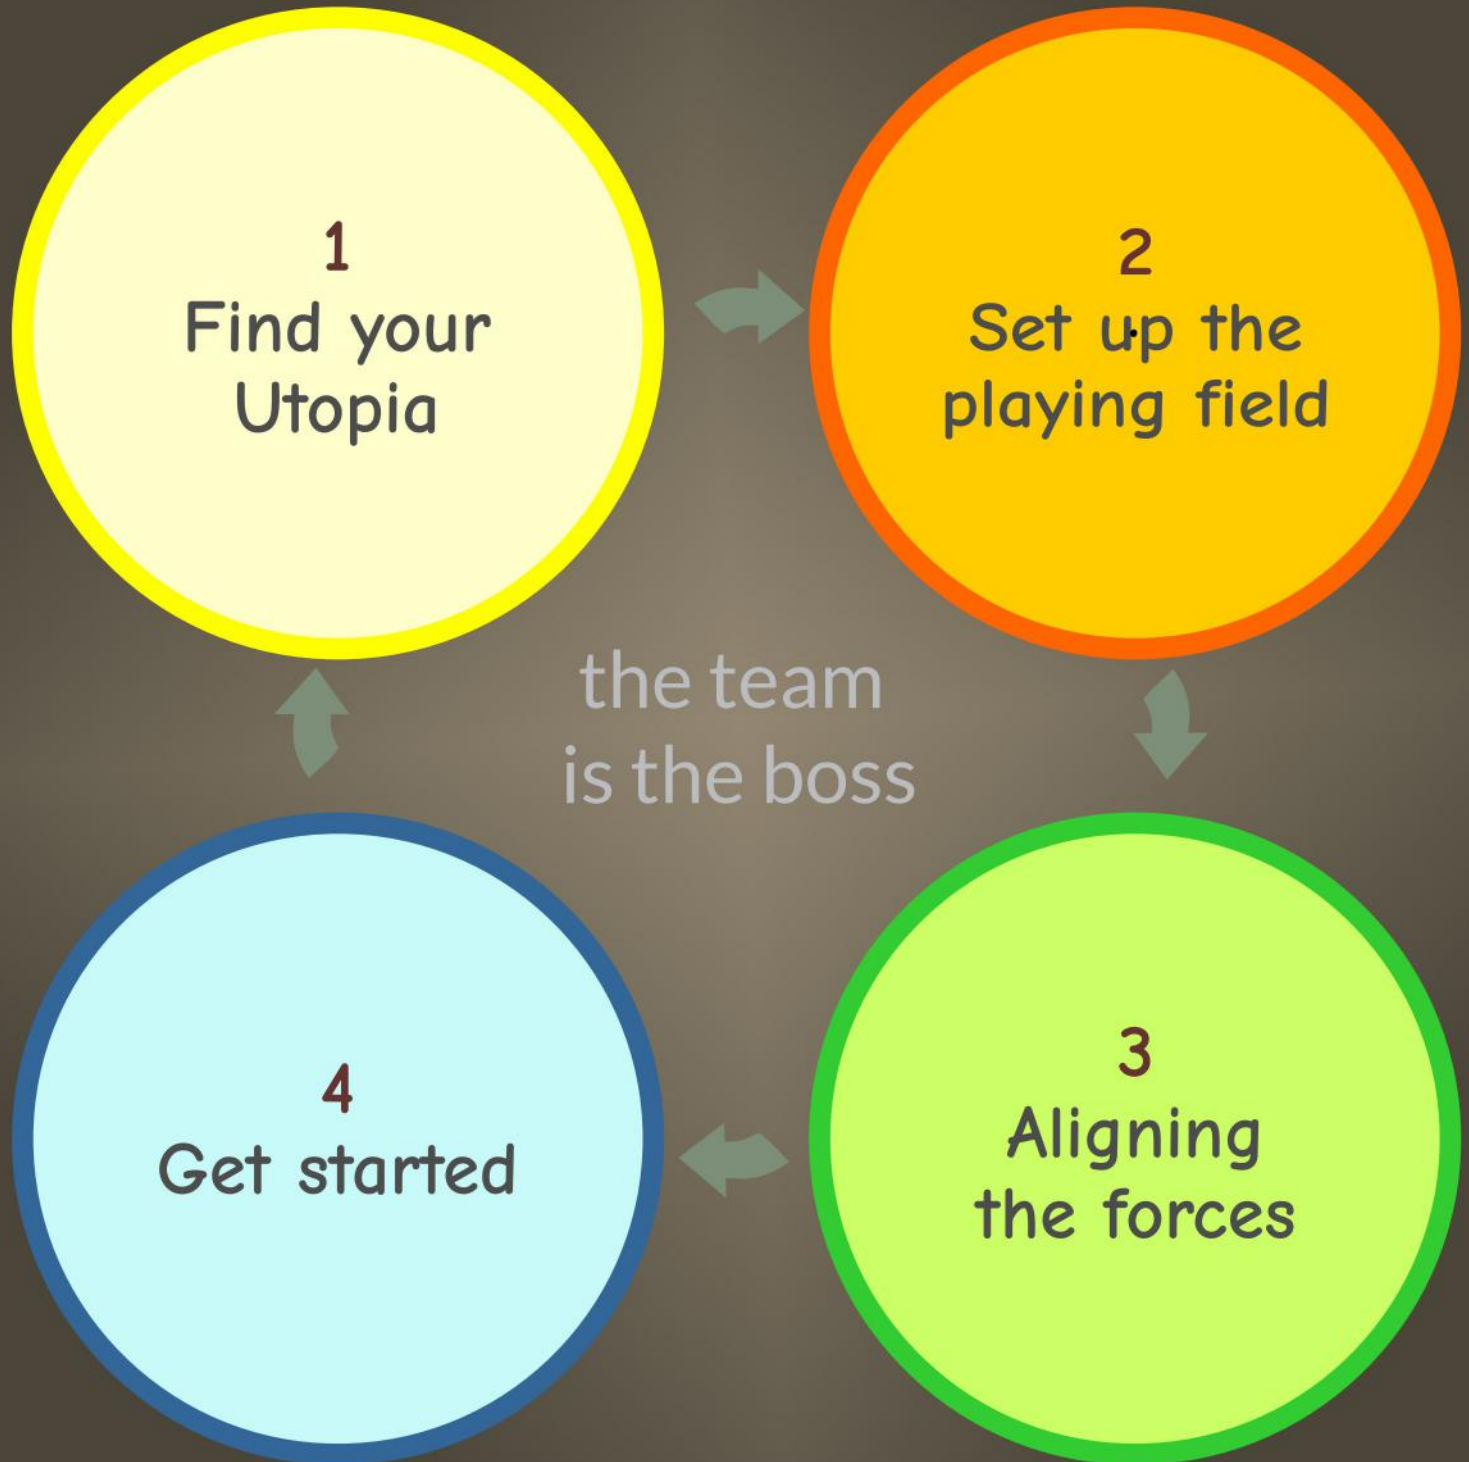 1
Find your
Utopia
2
Set up the
playing field
the team
is the boss
3
Aligning
the forces
4
Get started